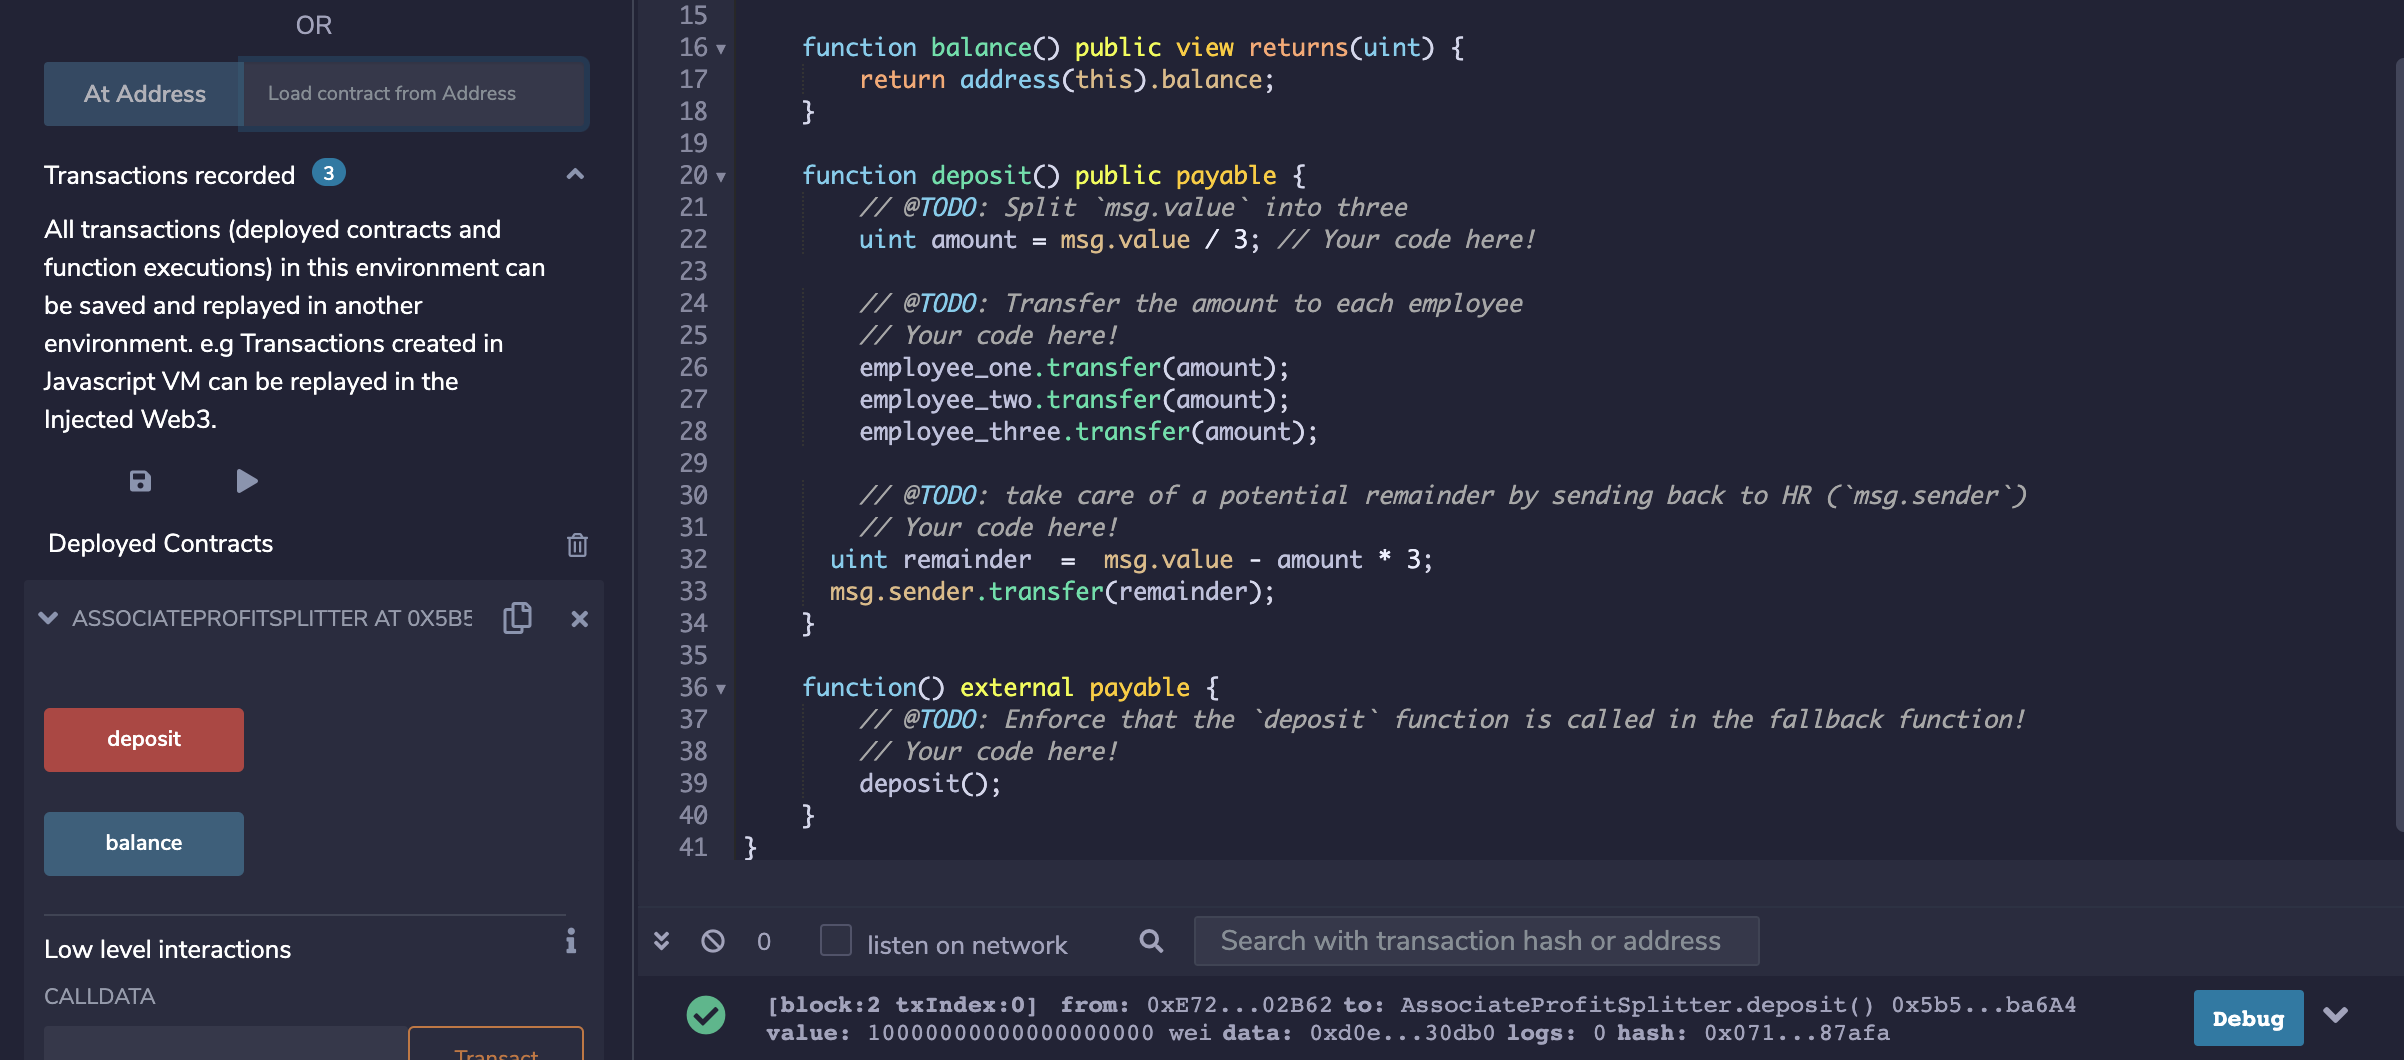 OR
At Address
Load contract from Address
Transactions recorded 3
All transactions (deployed contracts and
function executions) in this environment can
be saved and replayed in another
environment. e.g Transactions created in
Javascript VM can be replayed in the
Injected Web3.
Deployed Contracts
ASSOCIATEPROFITSPLITTER AT 0X5B5
deposit
balance
Low level interactions
CALLDATA
Transact
15
16 function balance() public view returns(uint) {
17 return address(this).balance;
18 }
19
20 function deposit() public payable {
21 // @TODO: Split `msg.value` into three
22 uint amount = msg.value / 3; // Your code here!
23
24 // @TODO: Transfer the amount to each employee
25 // Your code here!
26 employee_one.transfer(amount);
27 employee_two.transfer(amount);
28 employee_three.transfer(amount);
29
30 // @TODO: take care of a potential remainder by sending back to HR (`msg.sender`)
31 // Your code here!
32 uint remainder  =  msg.value - amount * 3;
33 msg.sender.transfer(remainder);
34 }
35
36 function() external payable {
37 // @TODO: Enforce that the `deposit` function is called in the fallback function!
38 // Your code here!
39 deposit();
40 }
41 }
0 listen on network
Search with transaction hash or address
[block:2 txIndex:0] from: 0xE72...02B62 to: AssociateProfitSplitter.deposit() 0x5b5...ba6A4
value: 10000000000000000000 wei data: 0xd0e...30db0 logs: 0 hash: 0x071...87afa
Debug